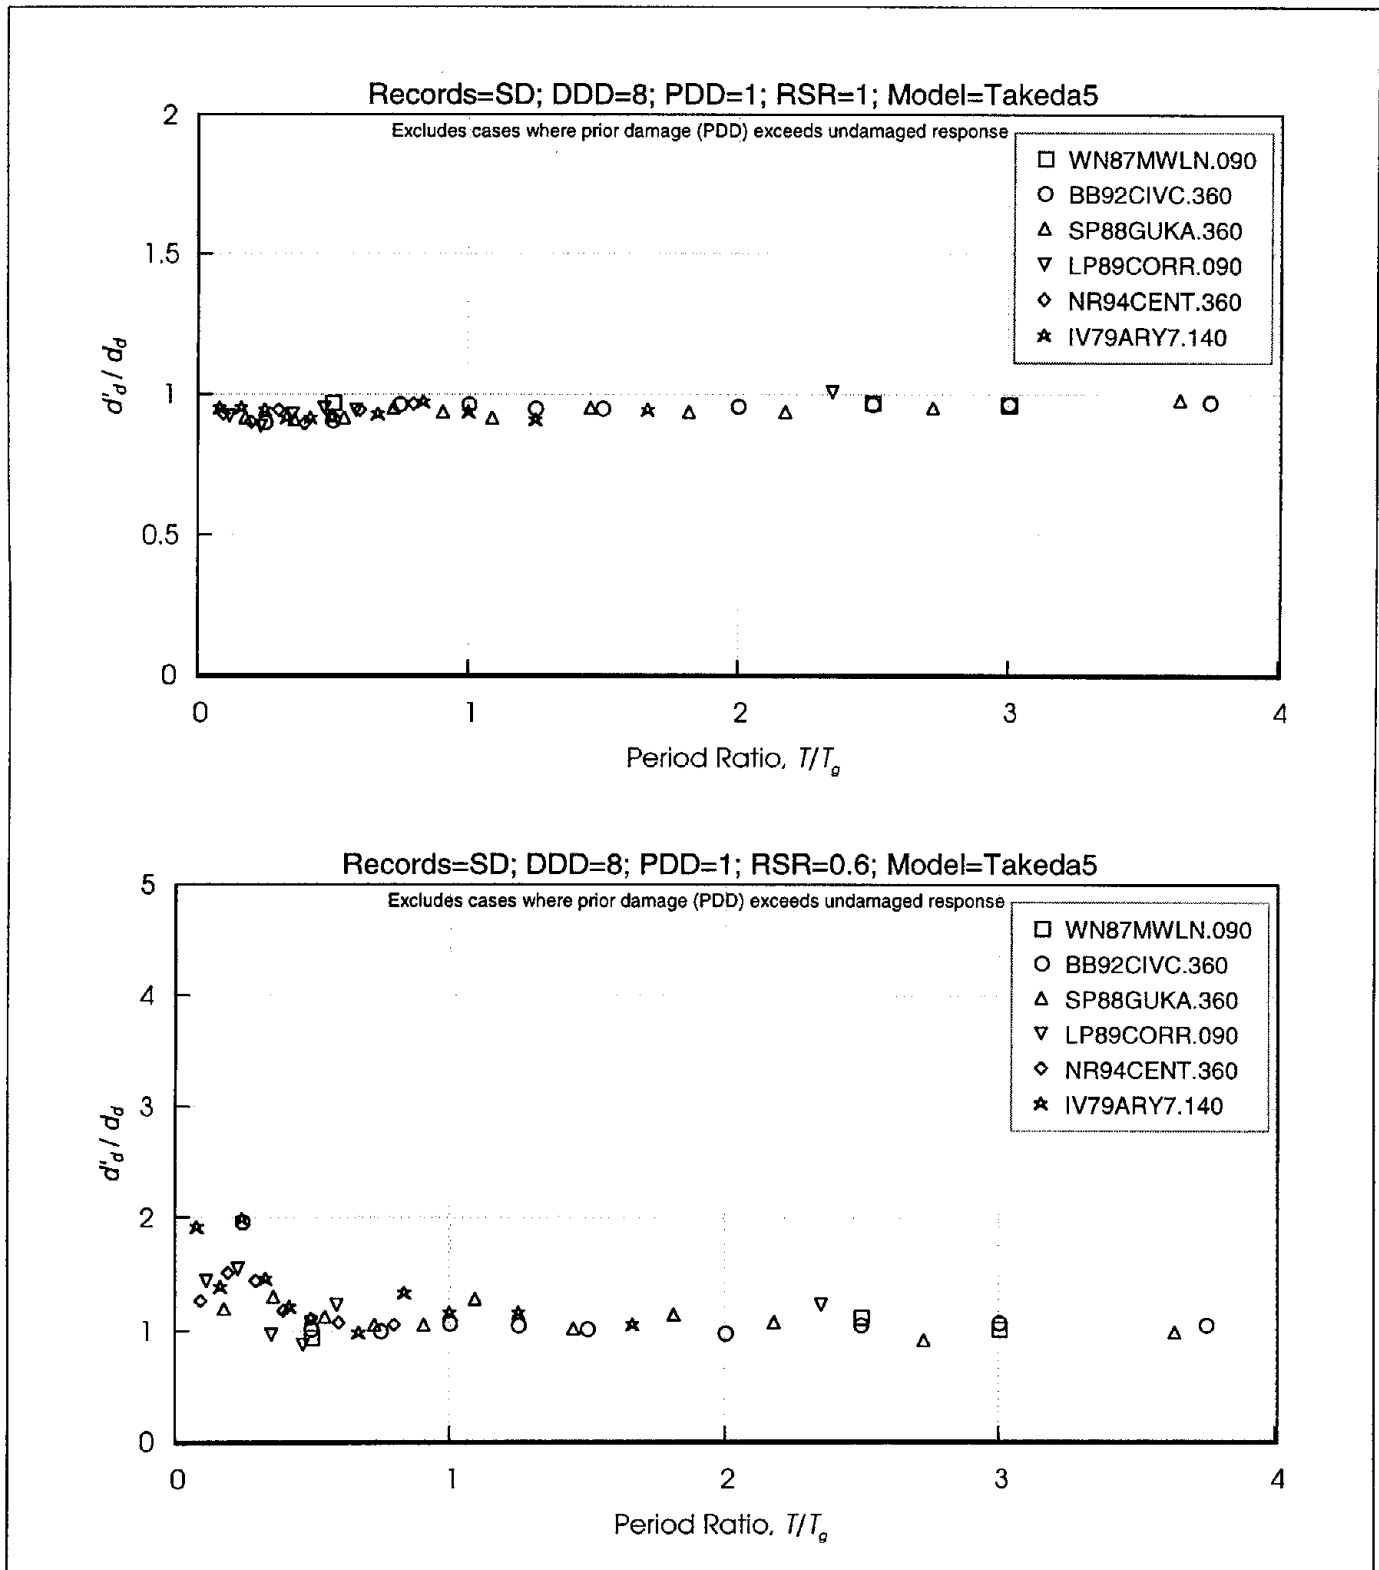 Records=SD; DDD=8; PDD=1; RSR=1; Model=Takeda5
Excludes cases where prior damage (PDD) exceeds undamaged response
WN87MWLN.090
BB92CIVC.360
SP88GUKA.360
LP89CORR.090
NR94CENT.360
IV79ARY7.140
2
1.5
1
0.5
0
d'd / dd
0 1 2 3 4
Period Ratio, T/Tg
Records=SD; DDD=8; PDD=1; RSR=0.6; Model=Takeda5
Excludes cases where prior damage (PDD) exceeds undamaged response
WN87MWLN.090
BB92CIVC.360
SP88GUKA.360
LP89CORR.090
NR94CENT.360
IV79ARY7.140
5
4
3
2
1
0
d'd / dd
0 1 2 3 4
Period Ratio, T/Tg